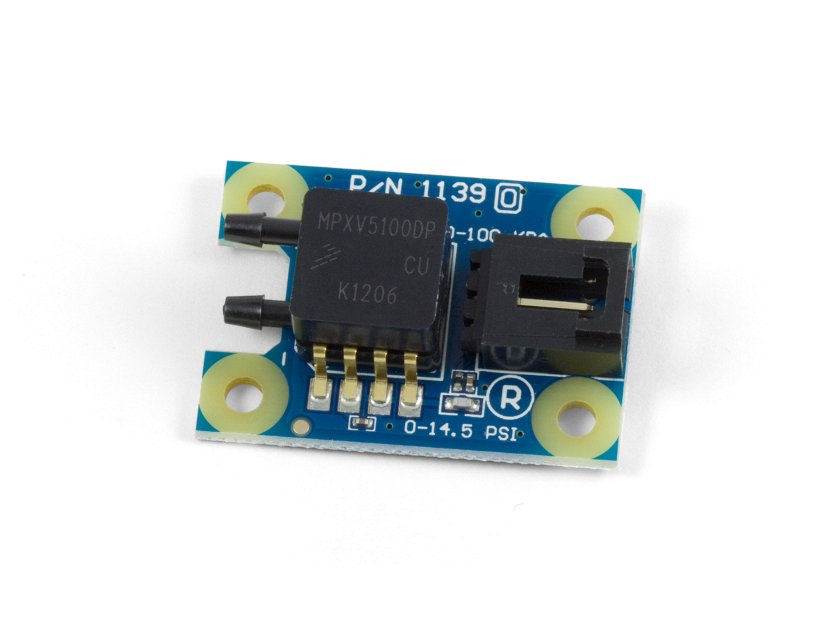 P/N 1139 0
0-100 KPA
MPXV5100DP
CU
K1206
R
0-14.5 PSI